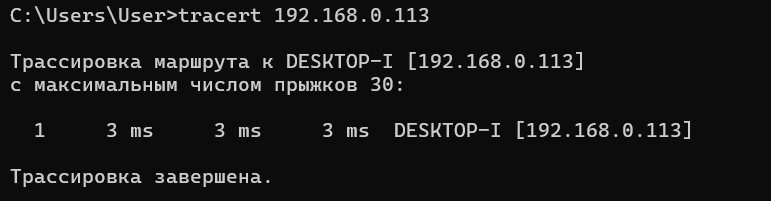 C:\Users\User>tracert 192.168.0.113
Трассировка маршрута к DESKTOP-I [192.168.0.113]
с максимальным числом прыжков 30:
1 3 ms 3 ms 3 ms DESKTOP-I [192.168.0.113]
Трассировка завершена.